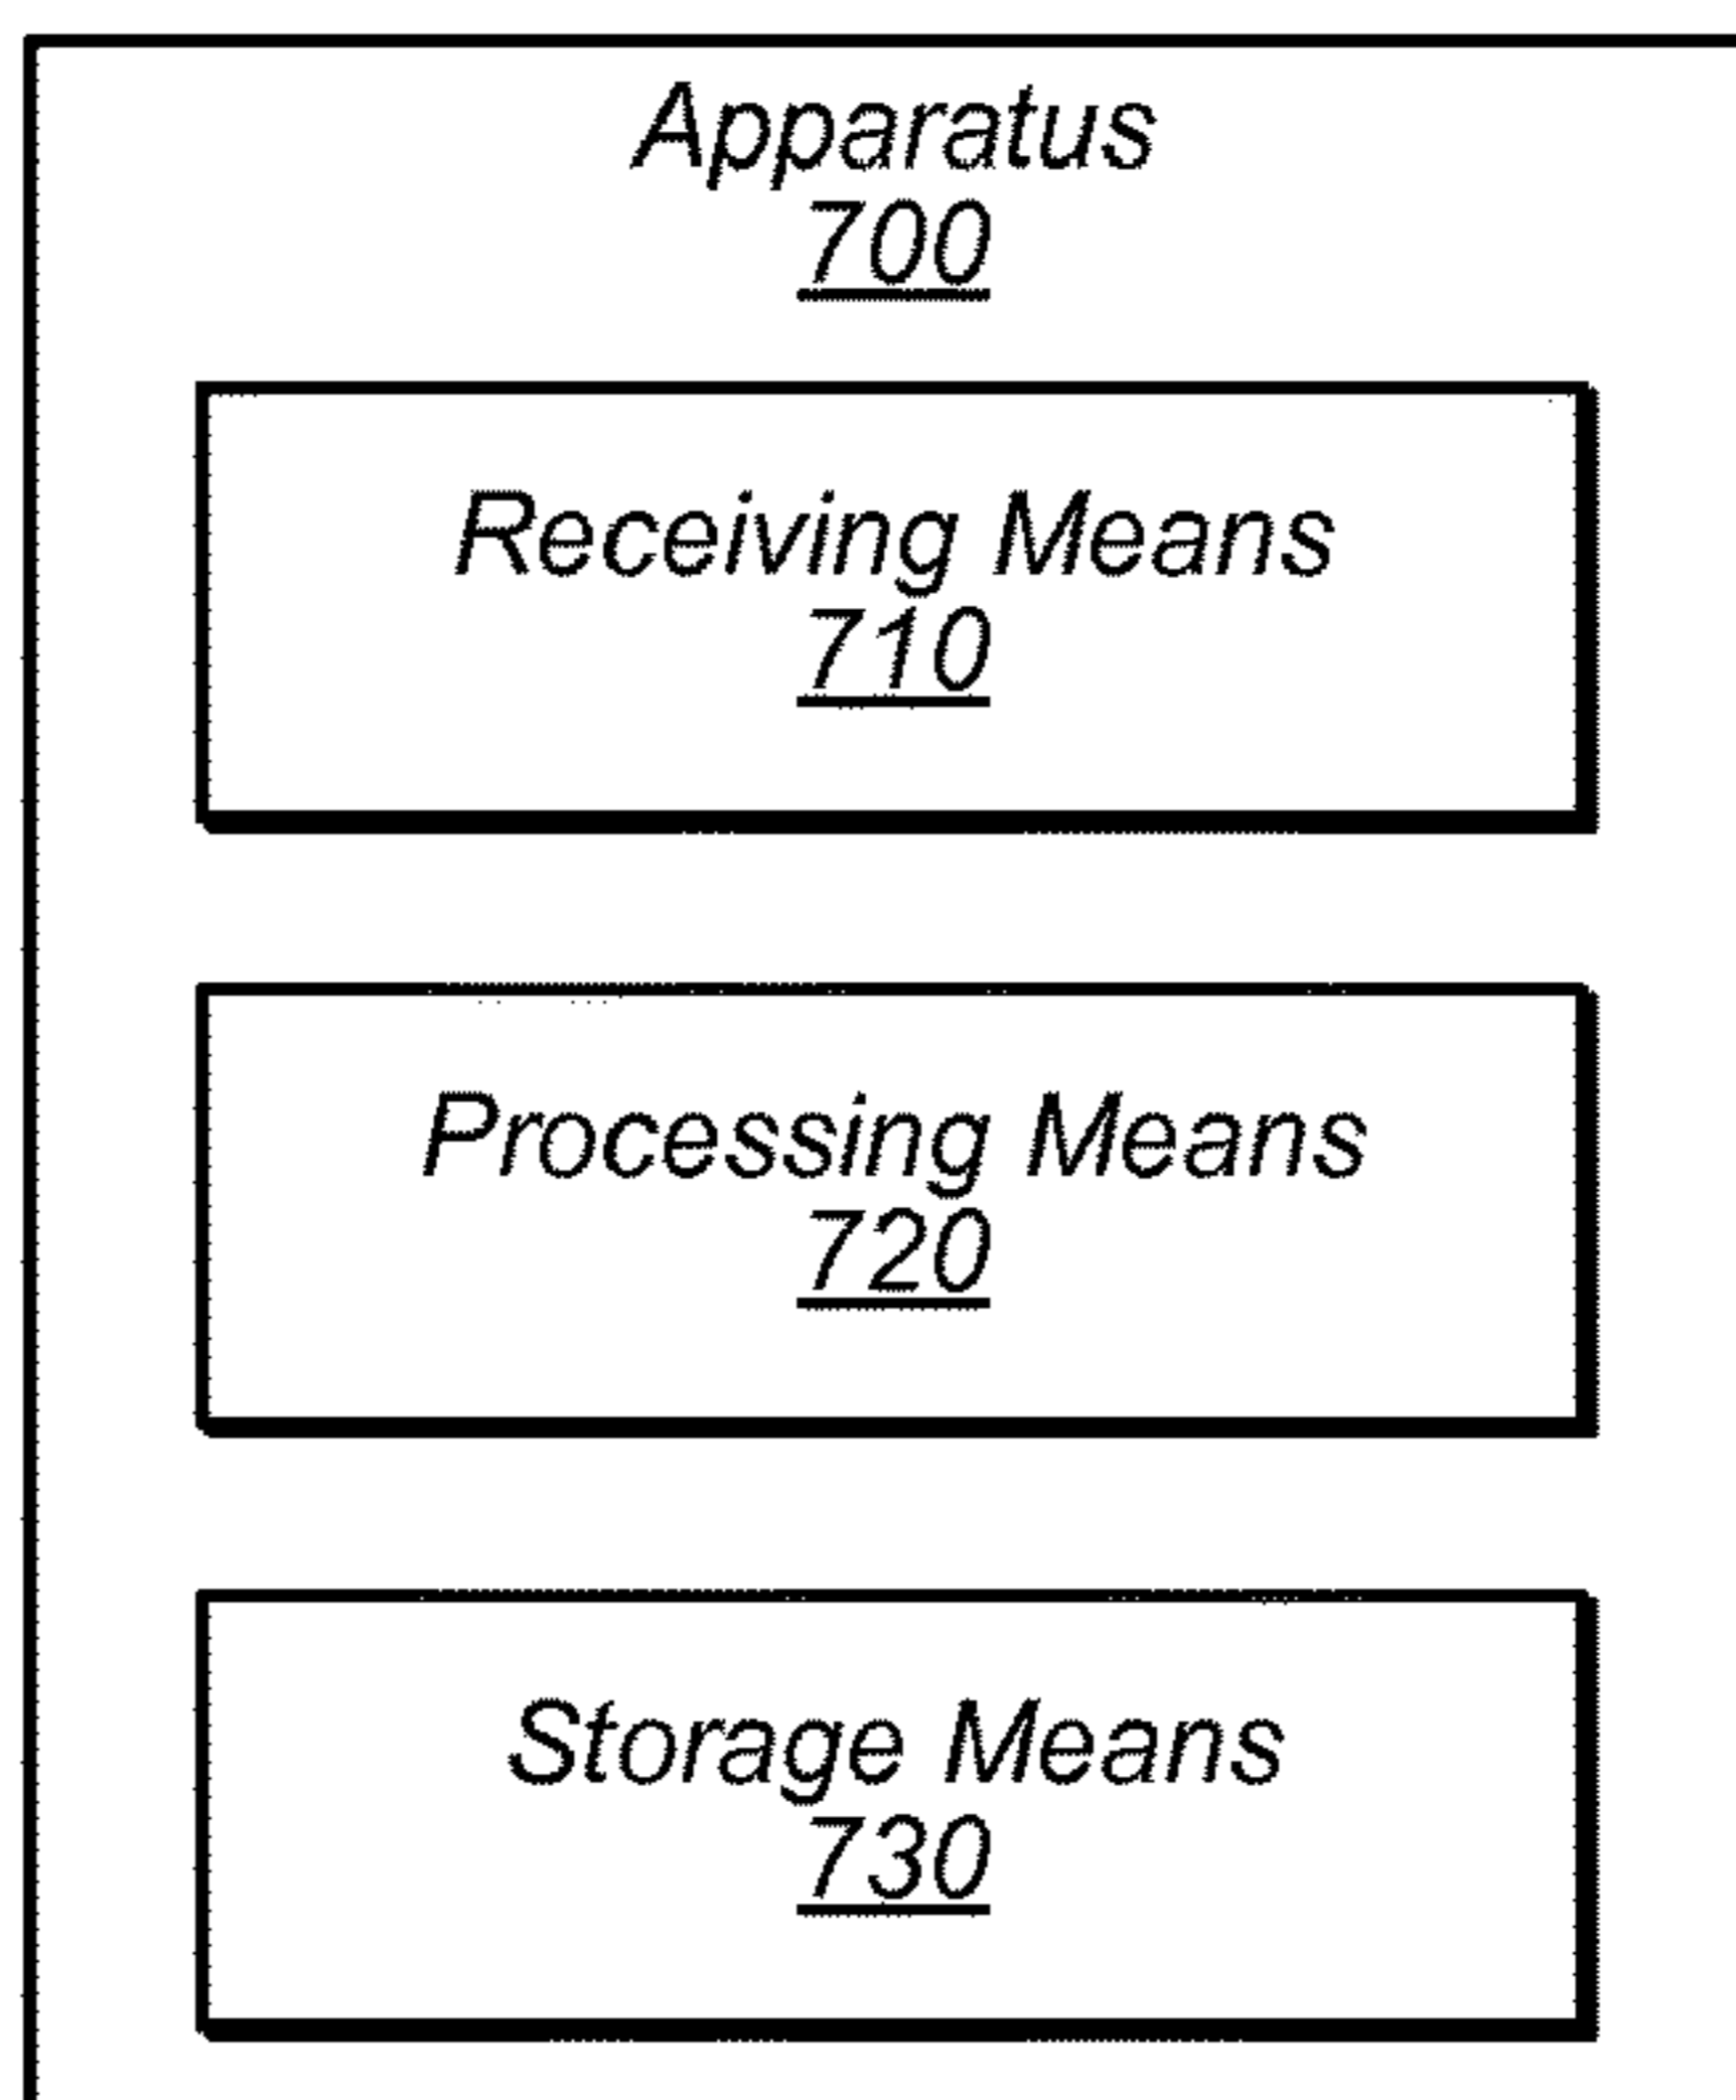 Apparatus
700
Receiving Means
710
Processing Means
720
Storage Means
730